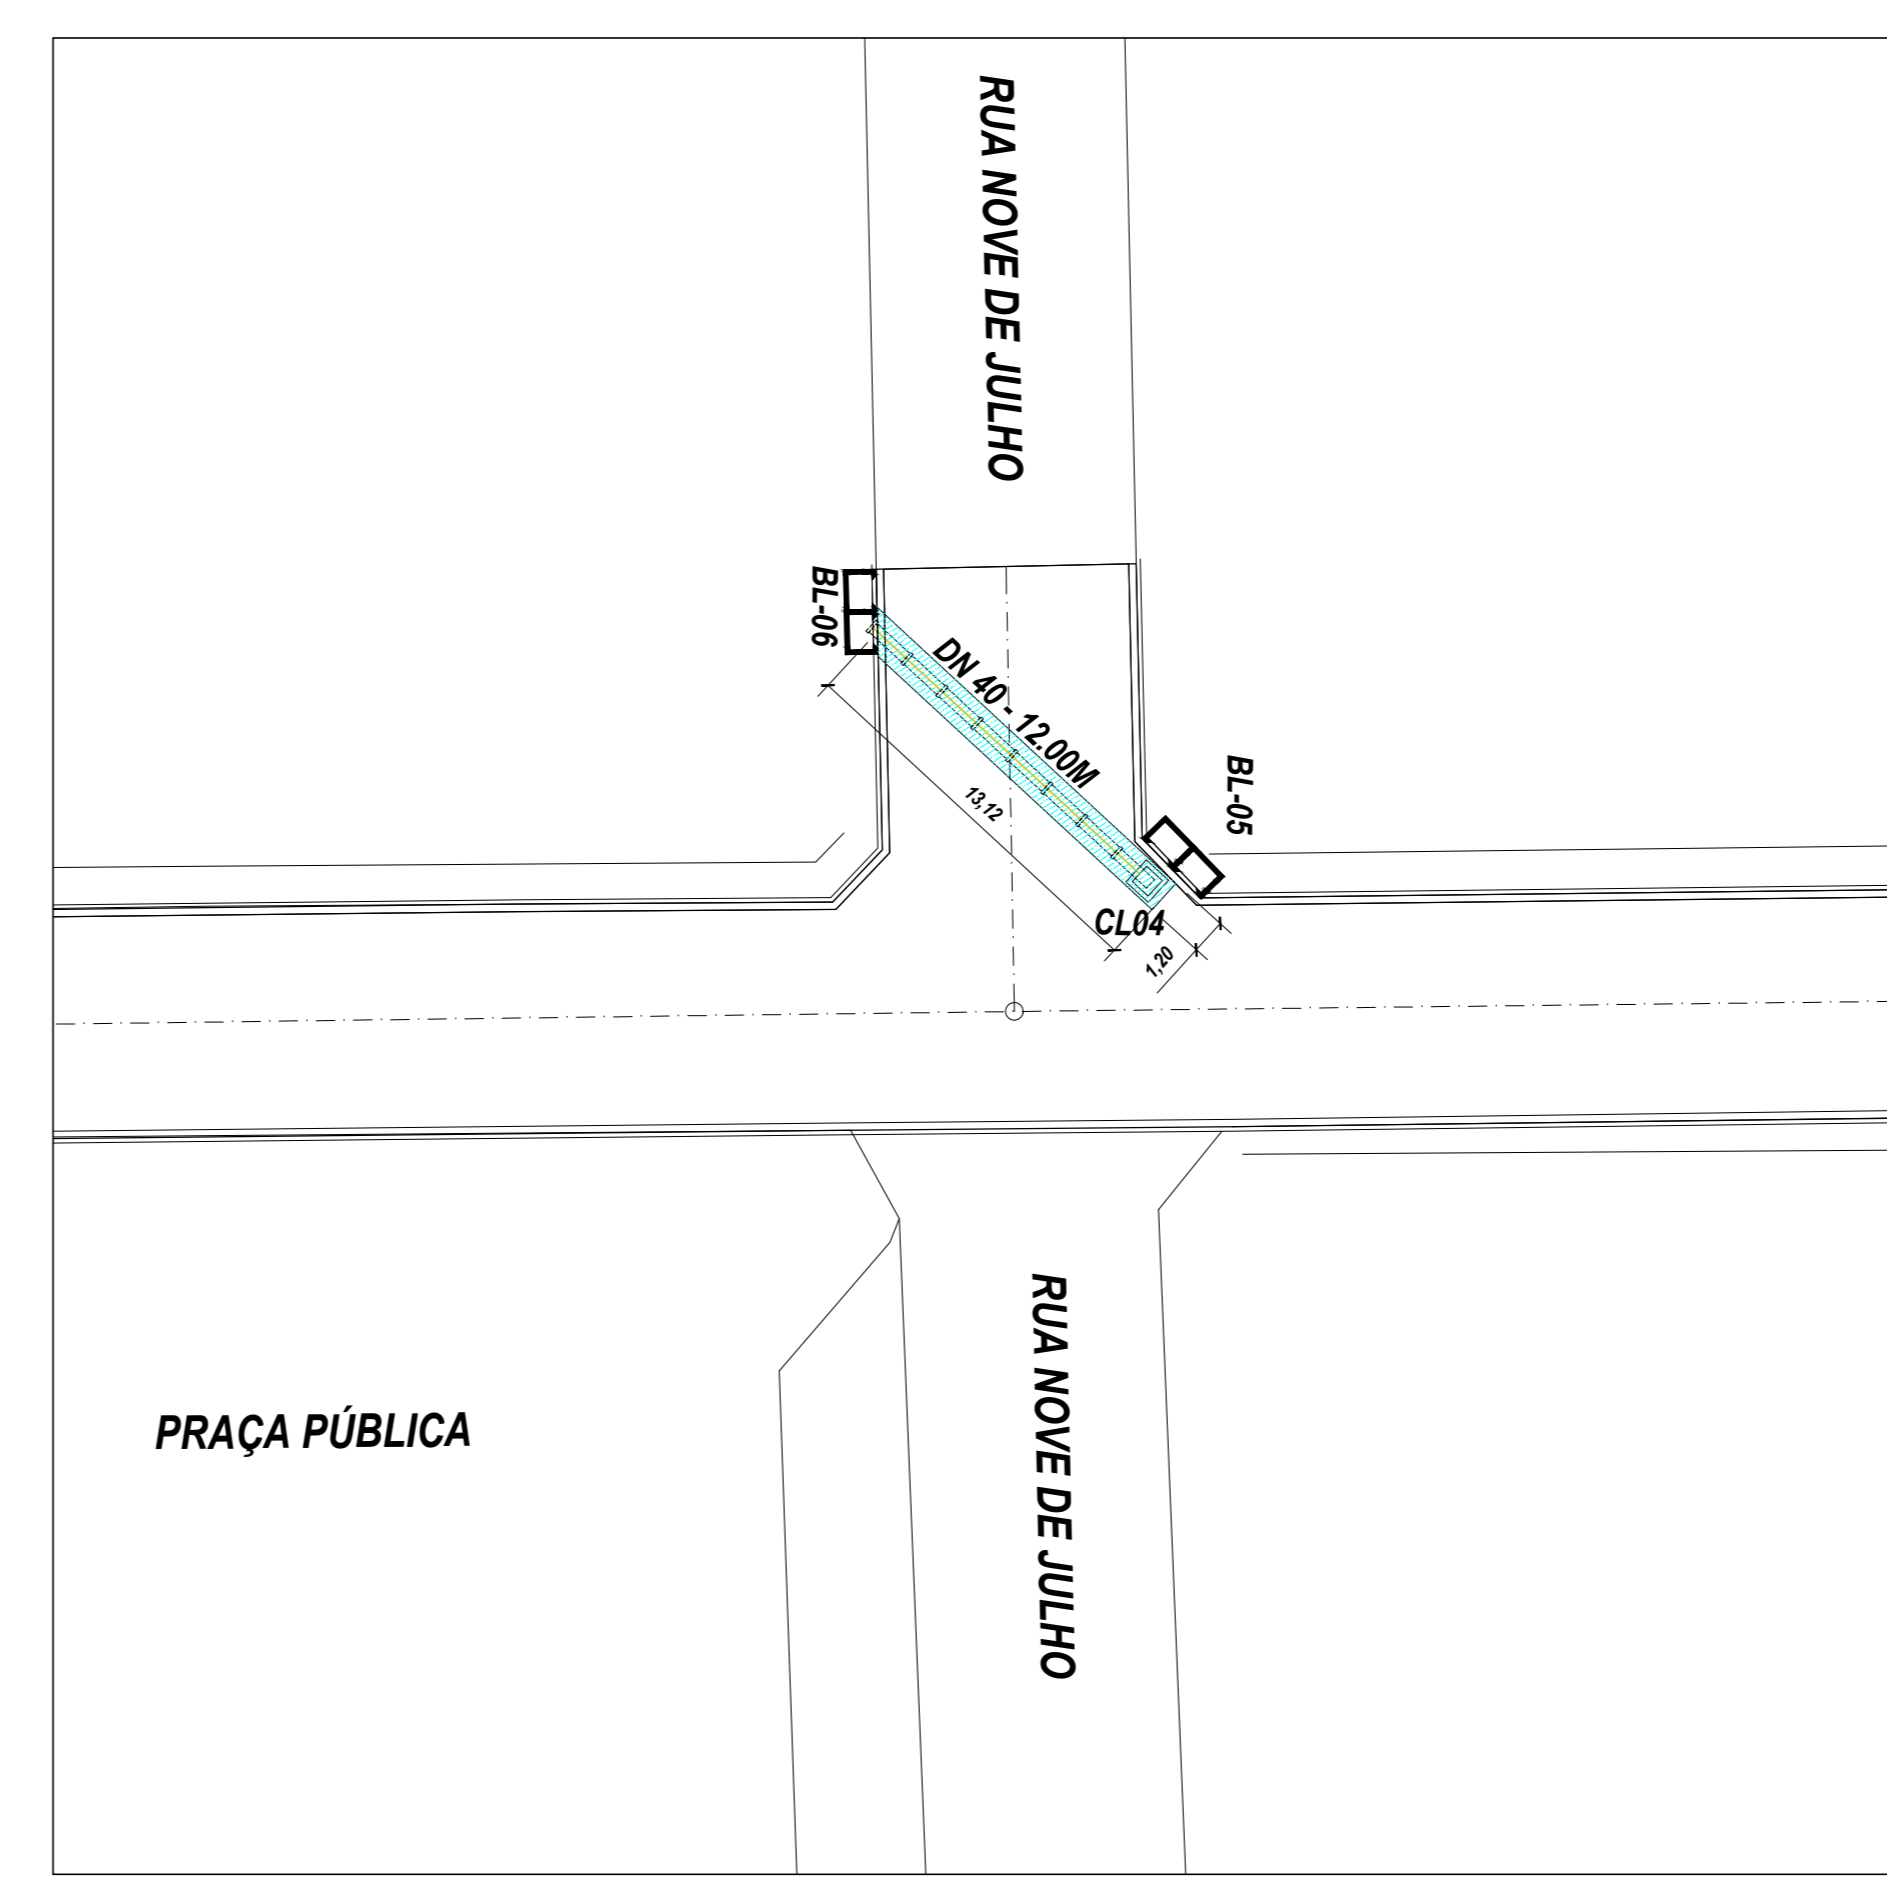 RUA NOVE DE JULHO
BL-06
DN 40 - 12.00M
13,12
BL-05
CL04
1,20
RUA NOVE DE JULHO
PRAÇA PÚBLICA